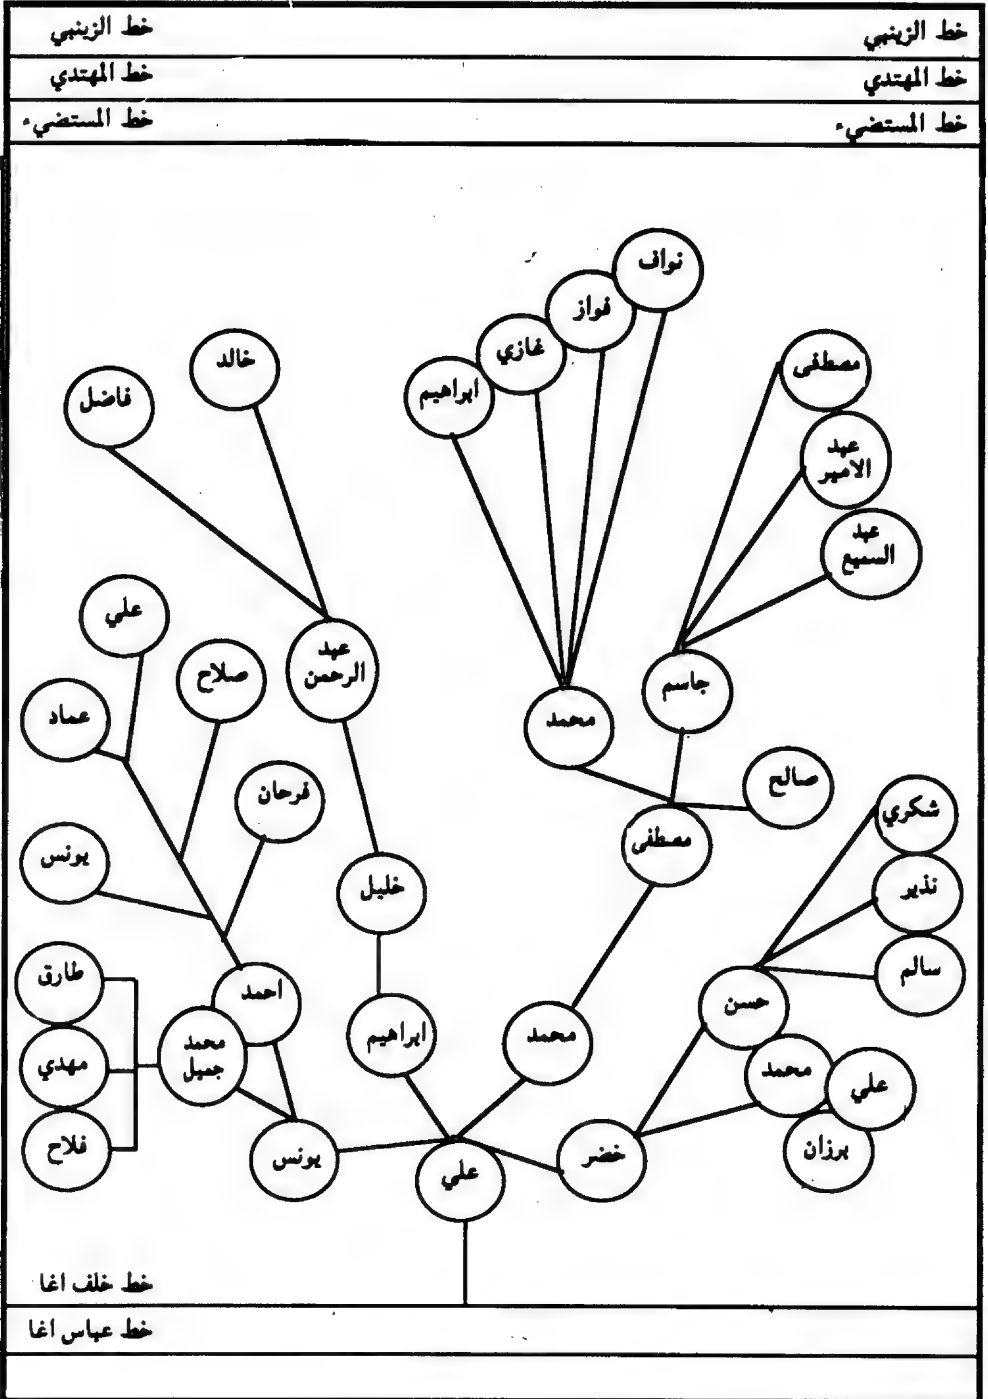 خط الزينبي
خط الزينبي
خط المهتدي
خط المهتدي
خط المستضيء
خط المستضيء
نواف
فواز
غازي
ابراهيم
مصطفى
عبد
الامير
عبد
السميع
خالد
فاضل
علي
صلاح
عماد
عبد
الرحمن
جاسم
محمد
صالح
فرحان
شكري
مصطفى
يونس
خليل
نذير
سالم
طارق
احمد
حسن
محمد
ابراهيم
محمد
جميل
مهدي
محمد
علي
فلاح
يونس
علي
خضر
برزان
خط خلف اغا
خط عباس اغا